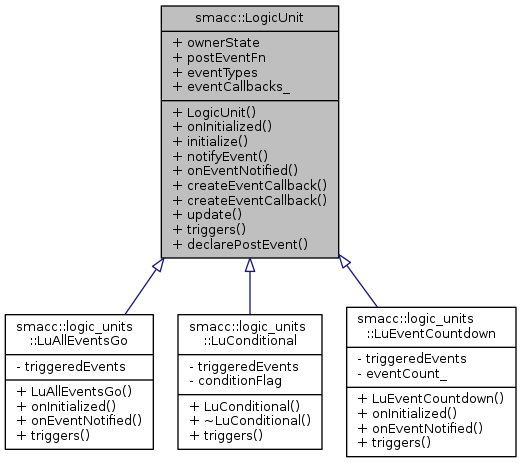 smacc::LogicUnit
+ ownerState
+ postEventFn
+ eventTypes
+ eventCallbacks_
+ LogicUnit()
+ onInitialized()
+ initialize()
+ notifyEvent()
+ onEventNotified()
+ createEventCallback()
+ createEventCallback()
+ update()
+ triggers()
+ declarePostEvent()
smacc::logic_units
::LuAllEventsGo
- triggeredEvents
+ LuAllEventsGo()
+ onInitialized()
+ onEventNotified()
+ triggers()
smacc::logic_units
::LuConditional
- triggeredEvents
- conditionFlag
+ LuConditional()
+ ~LuConditional()
+ triggers()
smacc::logic_units
::LuEventCountdown
- triggeredEvents
- eventCount_
+ LuEventCountdown()
+ onInitialized()
+ onEventNotified()
+ triggers()